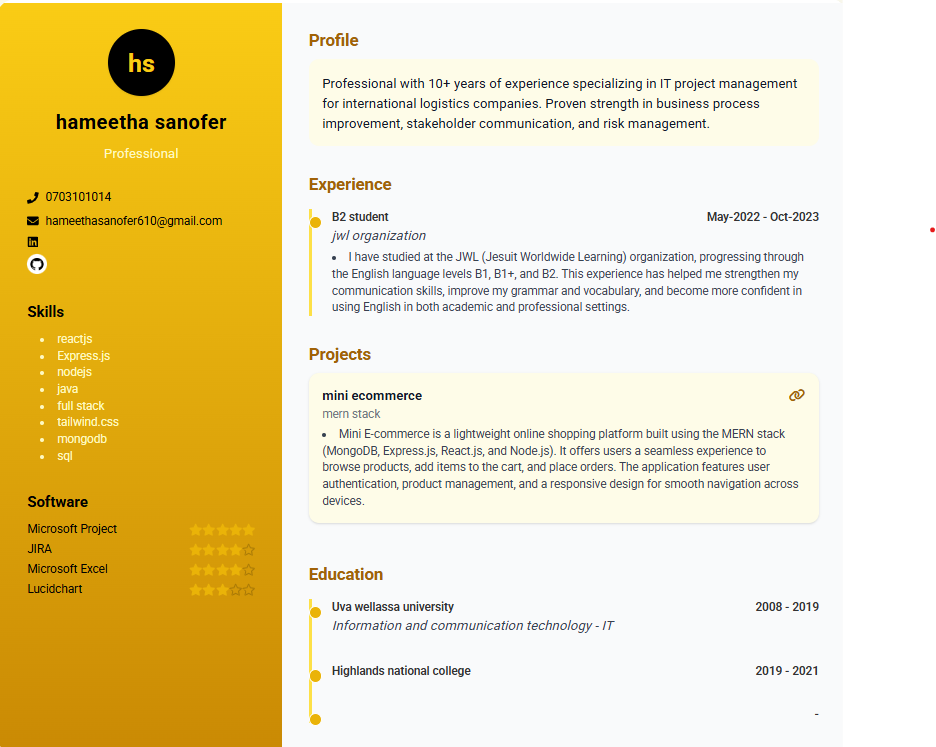 hs
hameetha sanofer
Professional
0703101014
hameethasanofer610@gmail.com
Skills
• reactjs
• Express.js
• nodejs
• java
• full stack
• tailwind.css
• mongodb
• sql
Software
Microsoft Project
JIRA
Microsoft Excel
Lucidchart
Profile
Professional with 10+ years of experience specializing in IT project management
for international logistics companies. Proven strength in business process
improvement, stakeholder communication, and risk management.
Experience
B2 student May-2022 - Oct-2023
jwl organization
• I have studied at the JWL (Jesuit Worldwide Learning) organization, progressing through
the English language levels B1, B1+, and B2. This experience has helped me strengthen my
communication skills, improve my grammar and vocabulary, and become more confident in
using English in both academic and professional settings.
Projects
mini ecommerce
mern stack
• Mini E-commerce is a lightweight online shopping platform built using the MERN stack
(MongoDB, Express.js, React.js, and Node.js). It offers users a seamless experience to
browse products, add items to the cart, and place orders. The application features user
authentication, product management, and a responsive design for smooth navigation across
devices.
Education
Uva wellassa university 2008 - 2019
Information and communication technology - IT
Highlands national college 2019 - 2021
-